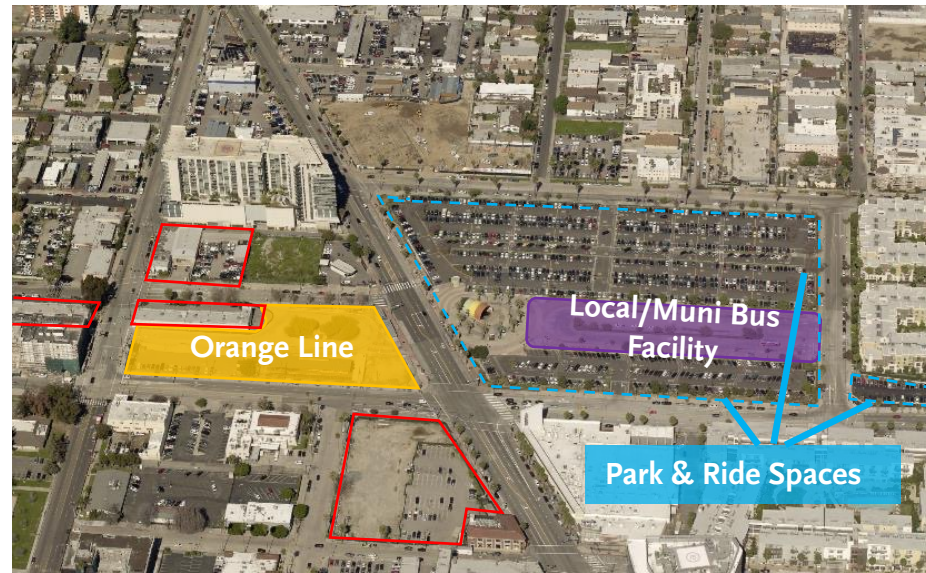 Orange Line
Local/Muni Bus
Facility
Park & Ride Spaces